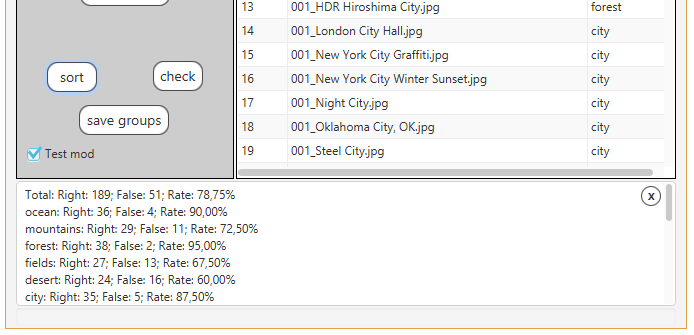 13 001_HDR Hiroshima City.jpg forest
14 001_London City Hall.jpg city
15 001_New York City Graffiti.jpg city
16 001_New York City Winter Sunset.jpg city
17 001_Night City.jpg city
18 001_Oklahoma City, OK.jpg city
19 001_Steel City.jpg city
sort
check
save groups
Test mod
Total: Right: 189; False: 51; Rate: 78,75%
ocean: Right: 36; False: 4; Rate: 90,00%
mountains: Right: 29; False: 11; Rate: 72,50%
forest: Right: 38; False: 2; Rate: 95,00%
fields: Right: 27; False: 13; Rate: 67,50%
desert: Right: 24; False: 16; Rate: 60,00%
city: Right: 35; False: 5; Rate: 87,50%
x